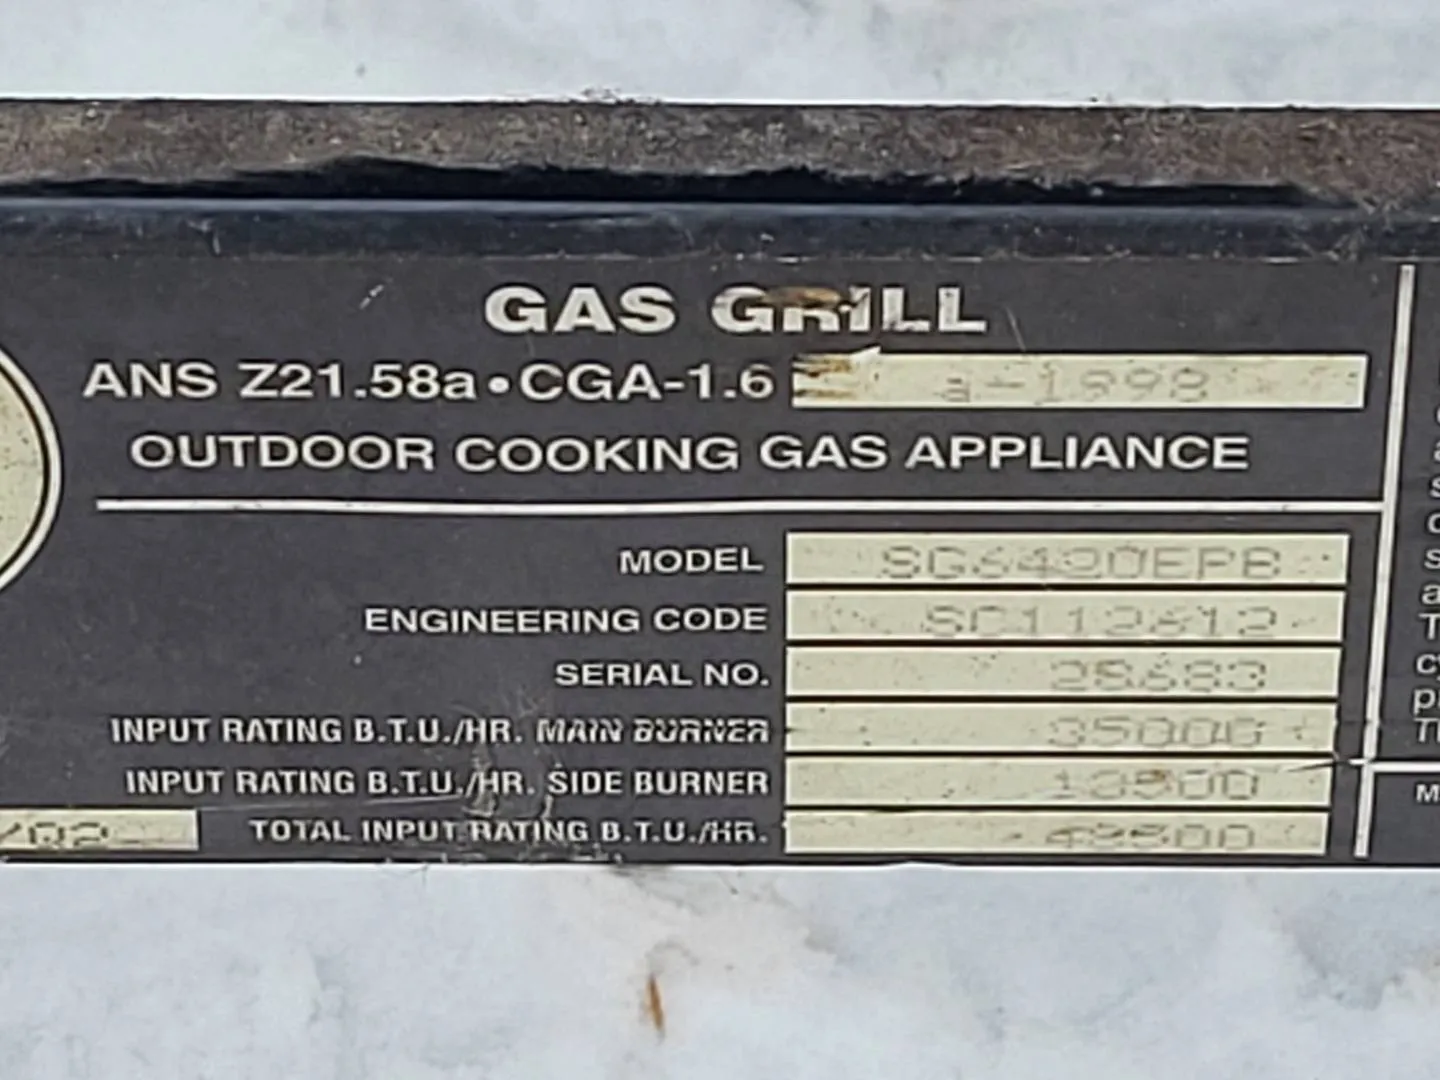 GAS GRILL
ANS Z21.58a•CGA-1.6 a-1998
OUTDOOR COOKING GAS APPLIANCE
MODEL SG6420EPB
ENGINEERING CODE SC112612
SERIAL NO. 28683
INPUT RATING B.T.U./HR. MAIN BURNER 35000
INPUT RATING B.T.U./HR. SIDE BURNER 13500
TOTAL INPUT RATING B.T.U./HR. 48500